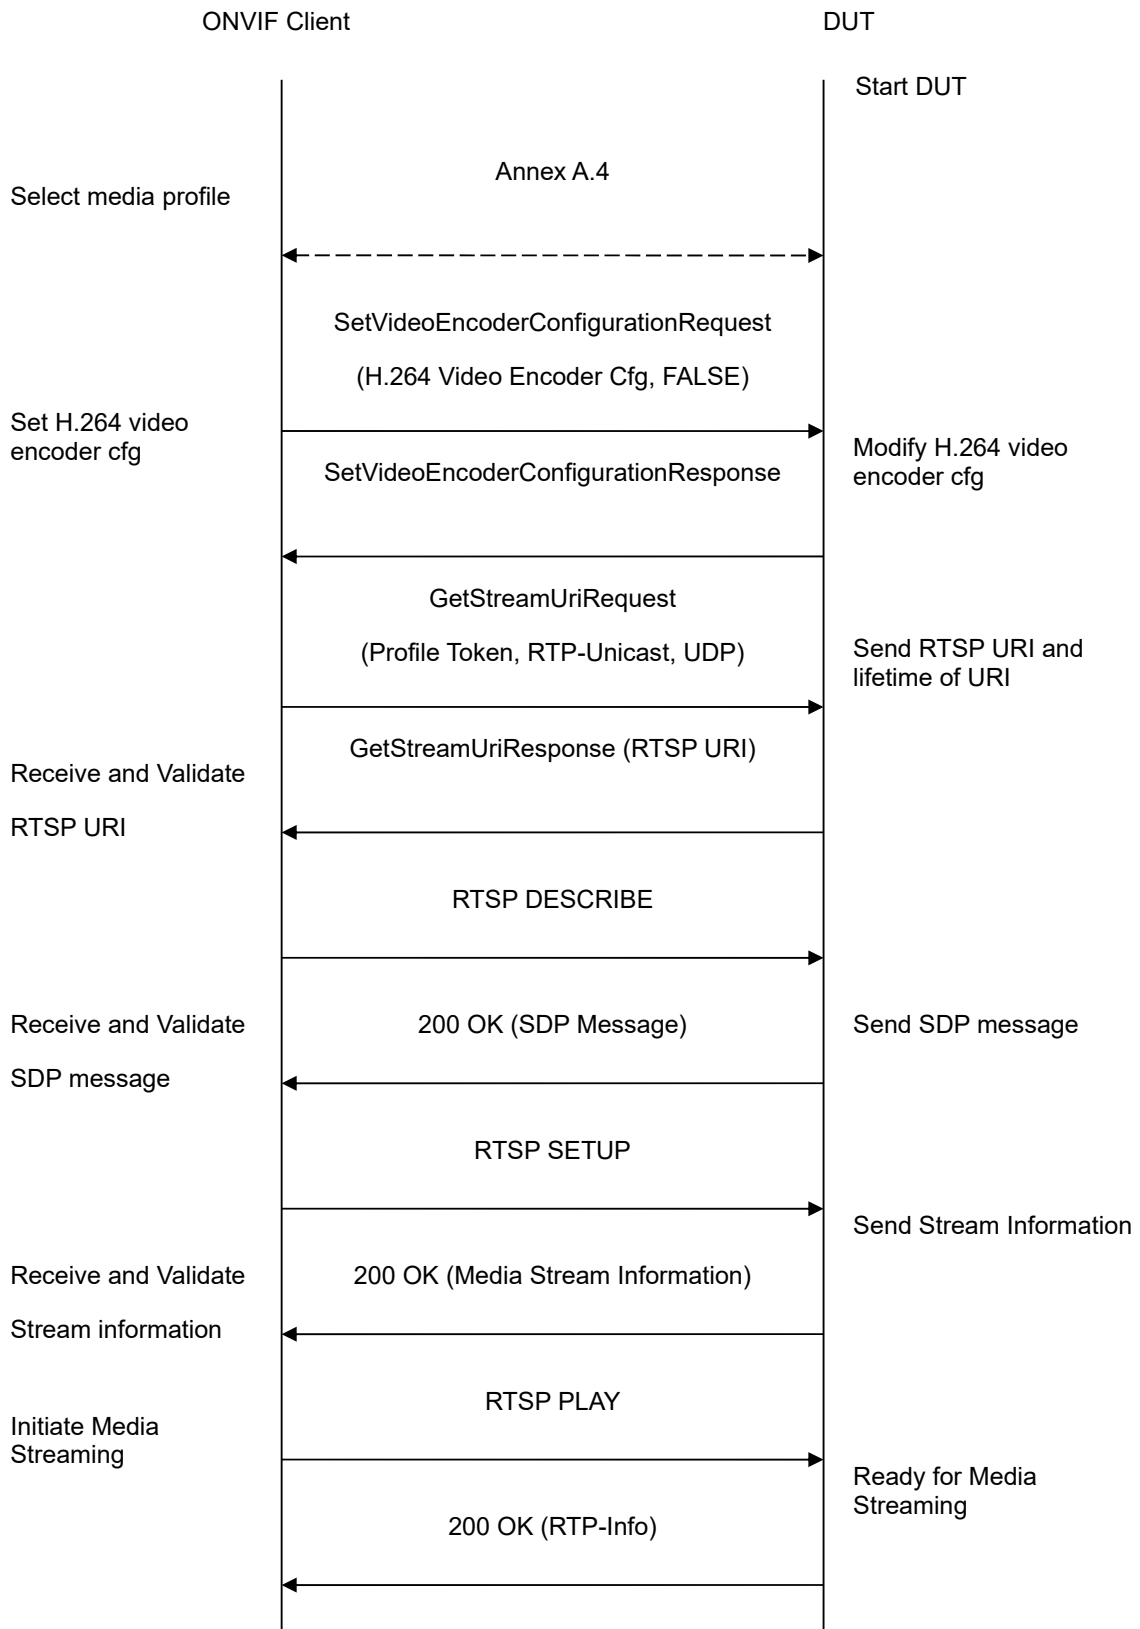 ONVIF Client
DUT
Start DUT
Annex A.4
Select media profile
SetVideoEncoderConfigurationRequest
(H.264 Video Encoder Cfg, FALSE)
Set H.264 video
encoder cfg
Modify H.264 video
encoder cfg
SetVideoEncoderConfigurationResponse
GetStreamUriRequest
(Profile Token, RTP-Unicast, UDP)
Send RTSP URI and
lifetime of URI
GetStreamUriResponse (RTSP URI)
Receive and Validate
RTSP URI
RTSP DESCRIBE
Receive and Validate
SDP message
200 OK (SDP Message)
Send SDP message
RTSP SETUP
Send Stream Information
Receive and Validate
Stream information
200 OK (Media Stream Information)
RTSP PLAY
Initiate Media
Streaming
Ready for Media
Streaming
200 OK (RTP-Info)